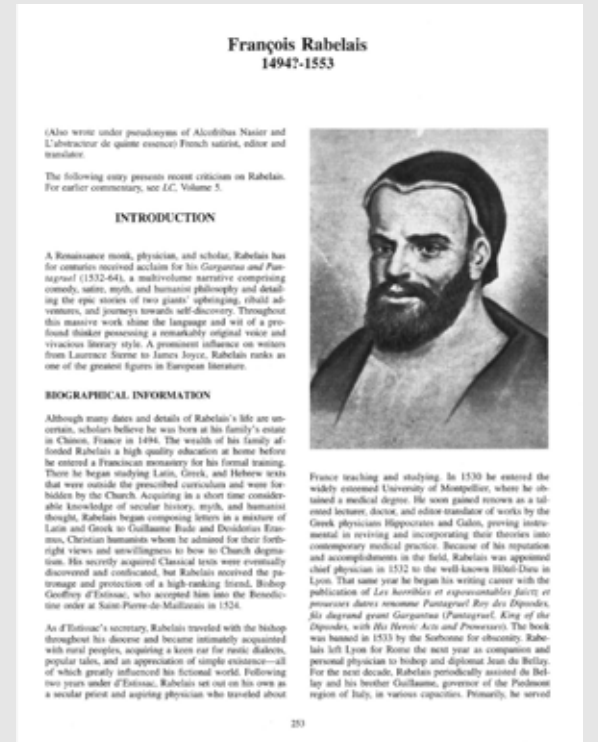 François Rabelais
1494?-1553
(Also wrote under pseudonyms of Alcofribas Nasier and
L'abstracteur de quinte essence) French satirist, editor and
translator.
The following entry presents recent criticism on Rabelais.
For earlier commentary, see LC, Volume 5.
INTRODUCTION
A Renaissance monk, physician, and scholar, Rabelais has
for centuries received acclaim for his Gargantua and Pan-
tagruel (1532-64), a multivolume narrative comprising
comedy, satire, myth, and humanist philosophy and detail-
ing the epic stories of two giants' upbringing, ribald ad-
ventures, and journeys towards self-discovery. Throughout
this massive work shine the language and wit of a pro-
found thinker possessing a remarkably original voice and
vivacious literary style. A prominent influence on writers
from Laurence Sterne to James Joyce, Rabelais ranks as
one of the greatest figures in European literature.
BIOGRAPHICAL INFORMATION
Although many dates and details of Rabelais's life are un-
certain, scholars believe he was born at his family's estate
in Chinon, France in 1494. The wealth of his family af-
forded Rabelais a high quality education at home before
he entered a Franciscan monastery for his formal training.
There he began studying Latin, Greek, and Hebrew texts
that were outside the prescribed curriculum and were for-
bidden by the Church. Acquiring in a short time consider-
able knowledge of secular history, myth, and humanist
thought, Rabelais began composing letters in a mixture of
Latin and Greek to Guillaume Bude and Desiderius Eras-
mus, Christian humanists whom he admired for their forth-
right views and unwillingness to bow to Church dogma-
tism. His secretly acquired Classical texts were eventually
discovered and confiscated, but Rabelais received the pa-
tronage and protection of a high-ranking friend, Bishop
Geoffroy d'Estissac, who accepted him into the Benedic-
tine order at Saint-Pierre-de-Maillezais in 1524.
As d'Estissac's secretary, Rabelais traveled with the bishop
throughout his diocese and became intimately acquainted
with rural peoples, acquiring a keen ear for rustic dialects,
popular tales, and an appreciation of simple existence—all
of which greatly influenced his fictional world. Following
two years under d'Estissac, Rabelais set out on his own as
a secular priest and aspiring physician who traveled about
France teaching and studying. In 1530 he entered the
widely esteemed University of Montpellier, where he ob-
tained a medical degree. He soon gained renown as a tal-
ented lecturer, doctor, and editor-translator of works by the
Greek physicians Hippocrates and Galen, proving instru-
mental in reviving and incorporating their theories into
contemporary medical practice. Because of his reputation
and accomplishments in the field, Rabelais was appointed
chief physician in 1532 to the well-known Hôtel-Dieu in
Lyon. That same year he began his writing career with the
publication of Les horribles et espouvantables faictz et
prouesses dutres renomme Pantagruel Roy des Dipsodes,
fils dugrand geant Gargantua (Pantagruel, King of the
Dipsodes, with His Heroic Acts and Prowesses). The book
was banned in 1533 by the Sorbonne for obscenity. Rabe-
lais left Lyon for Rome the next year as companion and
personal physician to bishop and diplomat Jean du Bellay.
For the next decade, Rabelais periodically assisted du Bel-
lay and his brother Guillaume, governor of the Piedmont
region of Italy, in various capacities. Primarily, he served
253